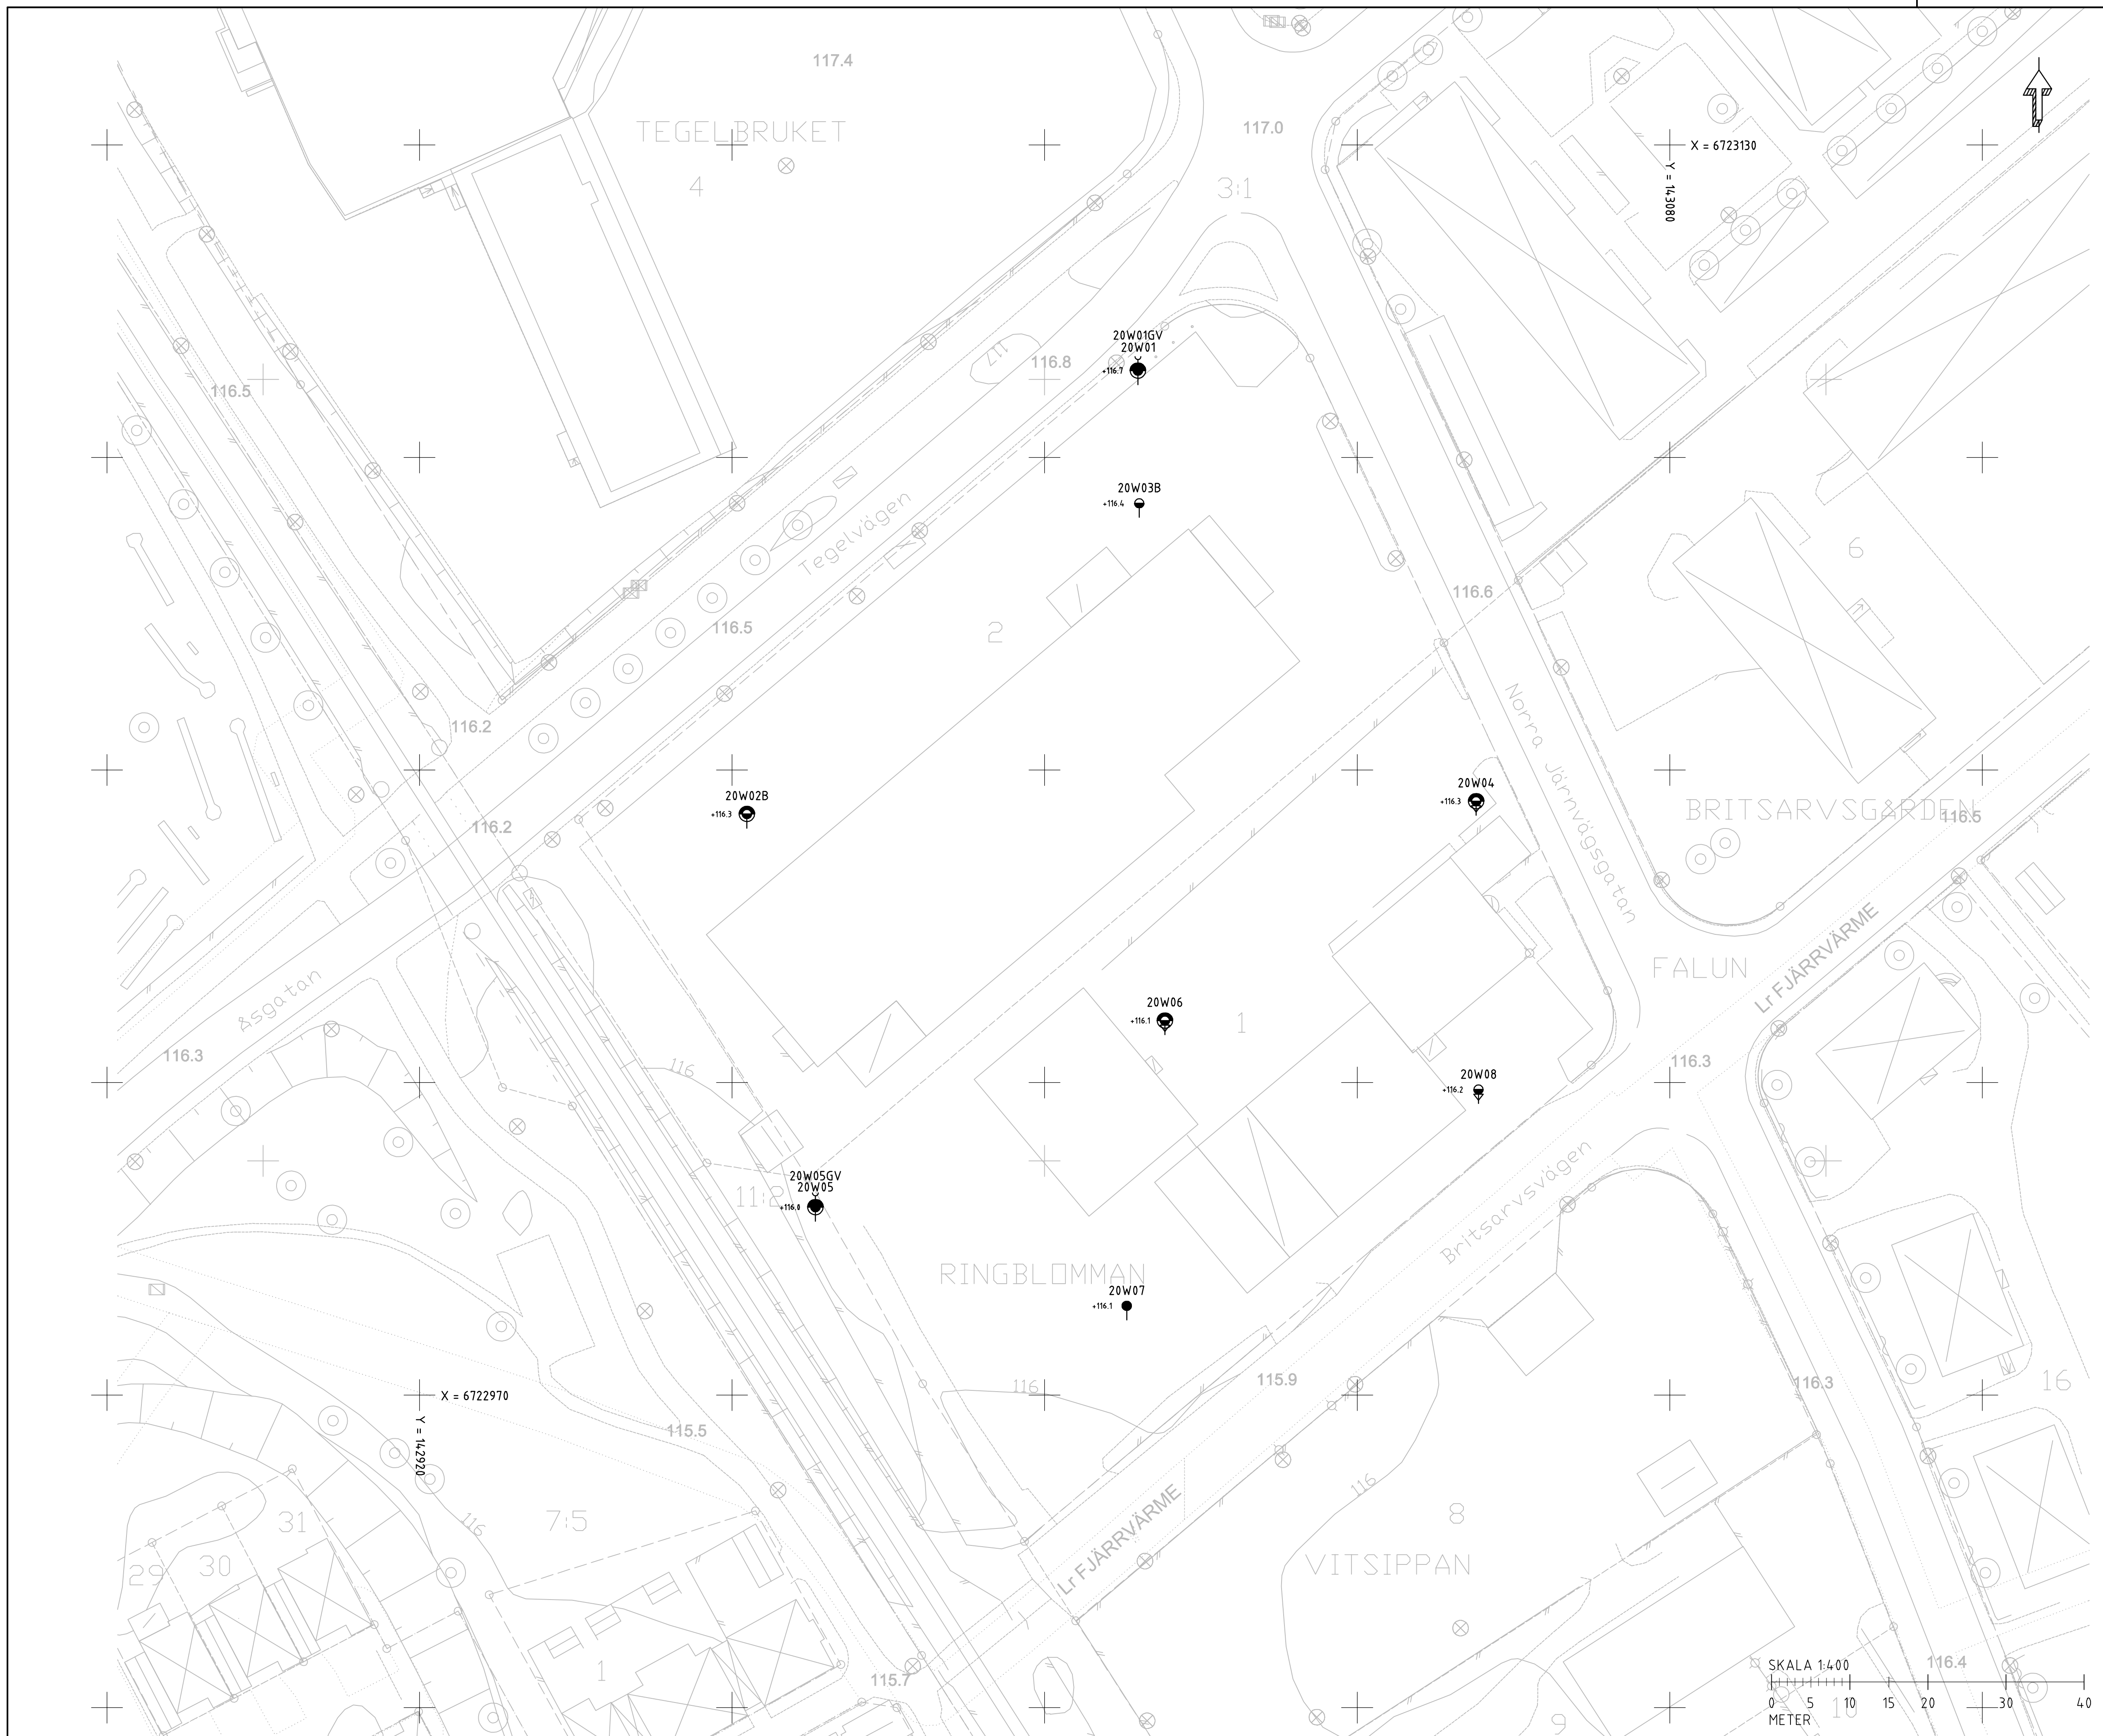 117.4
TEGELBRUKET
4
117.0
X = 6723130
Y = 143080
3:1
20W01GV
20W01
+116.7
116.8
117
116.5
20W03B
+116.4
Tegelvägen
6
116.6
116.5
2
116.2
Norra Järnvägsgatan
20W02B
+116.3
20W04
+116.3
BRITSARVSGÅRDEN
116.5
116.2
Lr FJÄRRVÄRME
FALUN
Åsgatan
20W06
+116.1
1
116.3
116
116.3
20W08
+116.2
Britsarvsvägen
20W05GV
20W05
+116.0
11:2
RINGBLOMMAN
20W07
+116.1
115.9
116
116.3
16
X = 6722970
Y = 142920
115.5
116
Lr FJÄRRVÄRME
8
7:5
31
116
30
29
VITSIPPAN
1
115.7
116.4
SKALA 1:400
0 5 10 15 20 30 40
METER
10
9